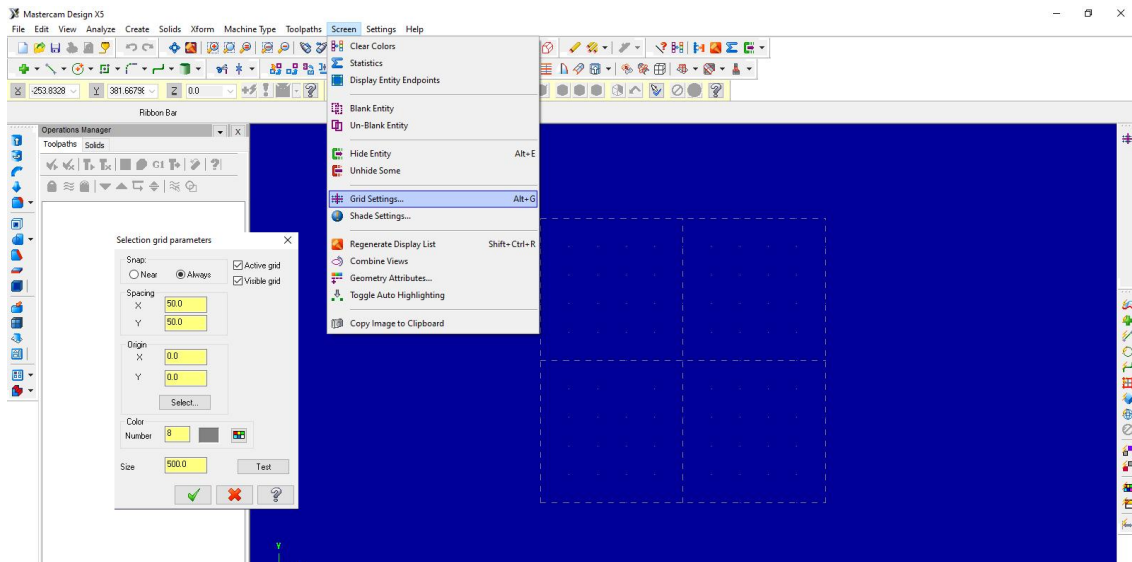 Mastercam Design X5
File Edit View Analyze Create Solids Xform Machine Type Toolpaths Screen Settings Help
X -253.8328 Y 381.66798 Z 0.0
Ribbon Bar
Operations Manager
Toolpaths Solids
G1
Clear Colors
Statistics
Display Entity Endpoints
Blank Entity
Un-Blank Entity
Hide Entity Alt+E
Unhide Some
Grid Settings... Alt+G
Shade Settings...
Regenerate Display List Shift+Ctrl+R
Combine Views
Geometry Attributes...
Toggle Auto Highlighting
Copy Image to Clipboard
Selection grid parameters
Snap:
Near Always
Active grid
Visible grid
Spacing
X 50.0
Y 50.0
Origin
X 0.0
Y 0.0
Select...
Color
Number 8
Size 500.0 Test
Y